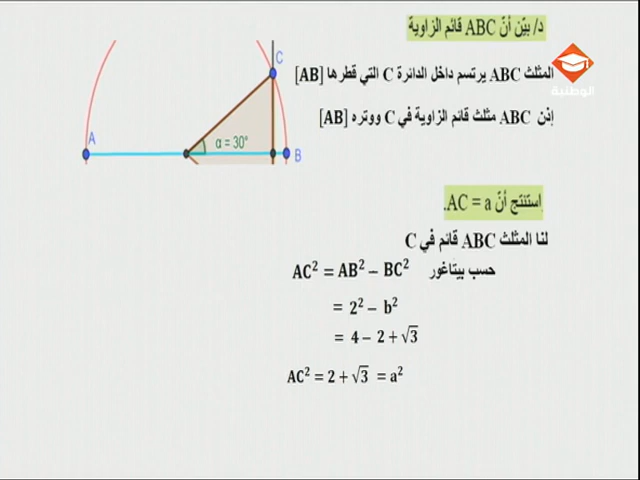 د/ بيّن أنّ ABC قائم الزاوية
المثلث ABC يرتسم داخل الدائرة C التي قطرها [AB]
إذن ABC مثلث قائم الزاوية في C ووتره [AB]
الوطنية
C
A
α = 30°
B
إستنتج أنّ AC = a.
لنا المثلث ABC قائم في C
حسب بيتاغور AC² = AB² − BC²
= 2² − b²
= 4 − 2 + √3
AC² = 2 + √3 = a²